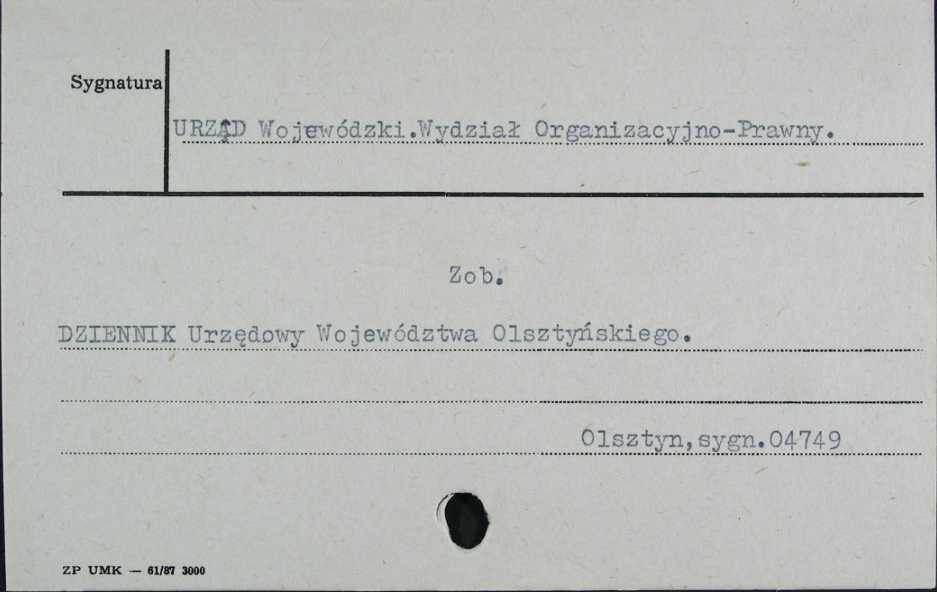 Sygnatura
URZĄD Wojewódzki.Wydział Organizacyjno-Prawny.
Zob.
DZIENNIK Urzędowy Województwa Olsztyńskiego.
Olsztyn,sygn.04749
ZP UMK — 61/87 3000